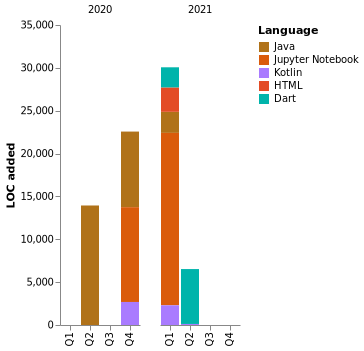 2020
2021
Language
Java
Jupyter Notebook
Kotlin
HTML
Dart
LOC added
35,000
30,000
25,000
20,000
15,000
10,000
5,000
0
Q1
Q2
Q3
Q4
Q1
Q2
Q3
Q4